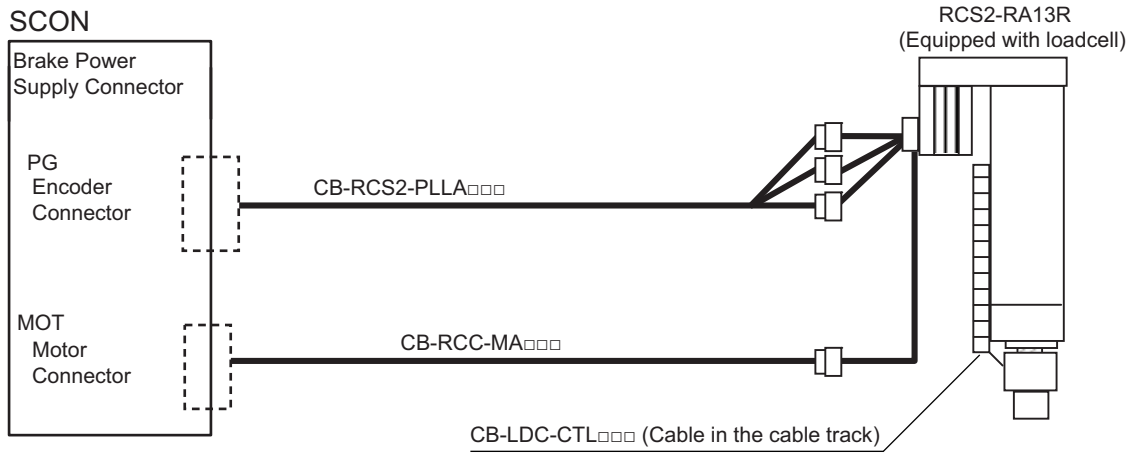 SCON
RCS2-RA13R
(Equipped with loadcell)
Brake Power
Supply Connector
PG
Encoder
Connector
CB-RCS2-PLLA□□□
MOT
Motor
Connector
CB-RCC-MA□□□
CB-LDC-CTL□□□ (Cable in the cable track)